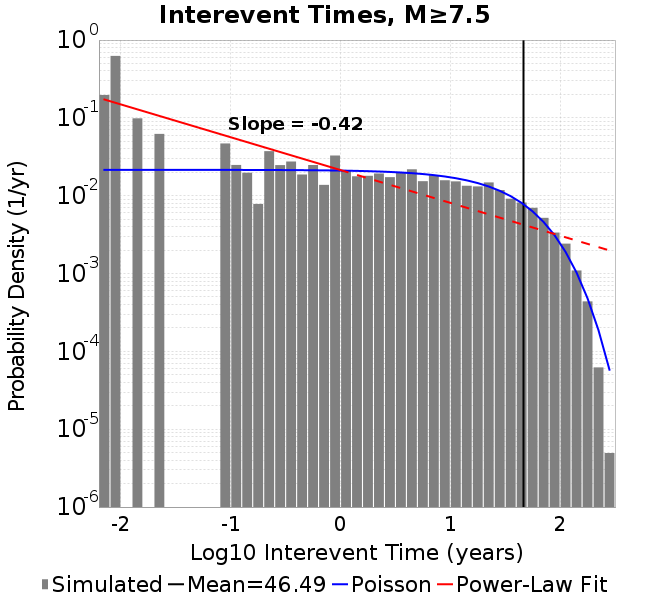 Interevent Times, M≥7.5
10^0
10^-1
10^-2
10^-3
10^-4
10^-5
10^-6
Probability Density (1/yr)
Slope = -0.42
-2 -1 0 1 2
Log10 Interevent Time (years)
Simulated Mean=46.49 Poisson Power-Law Fit